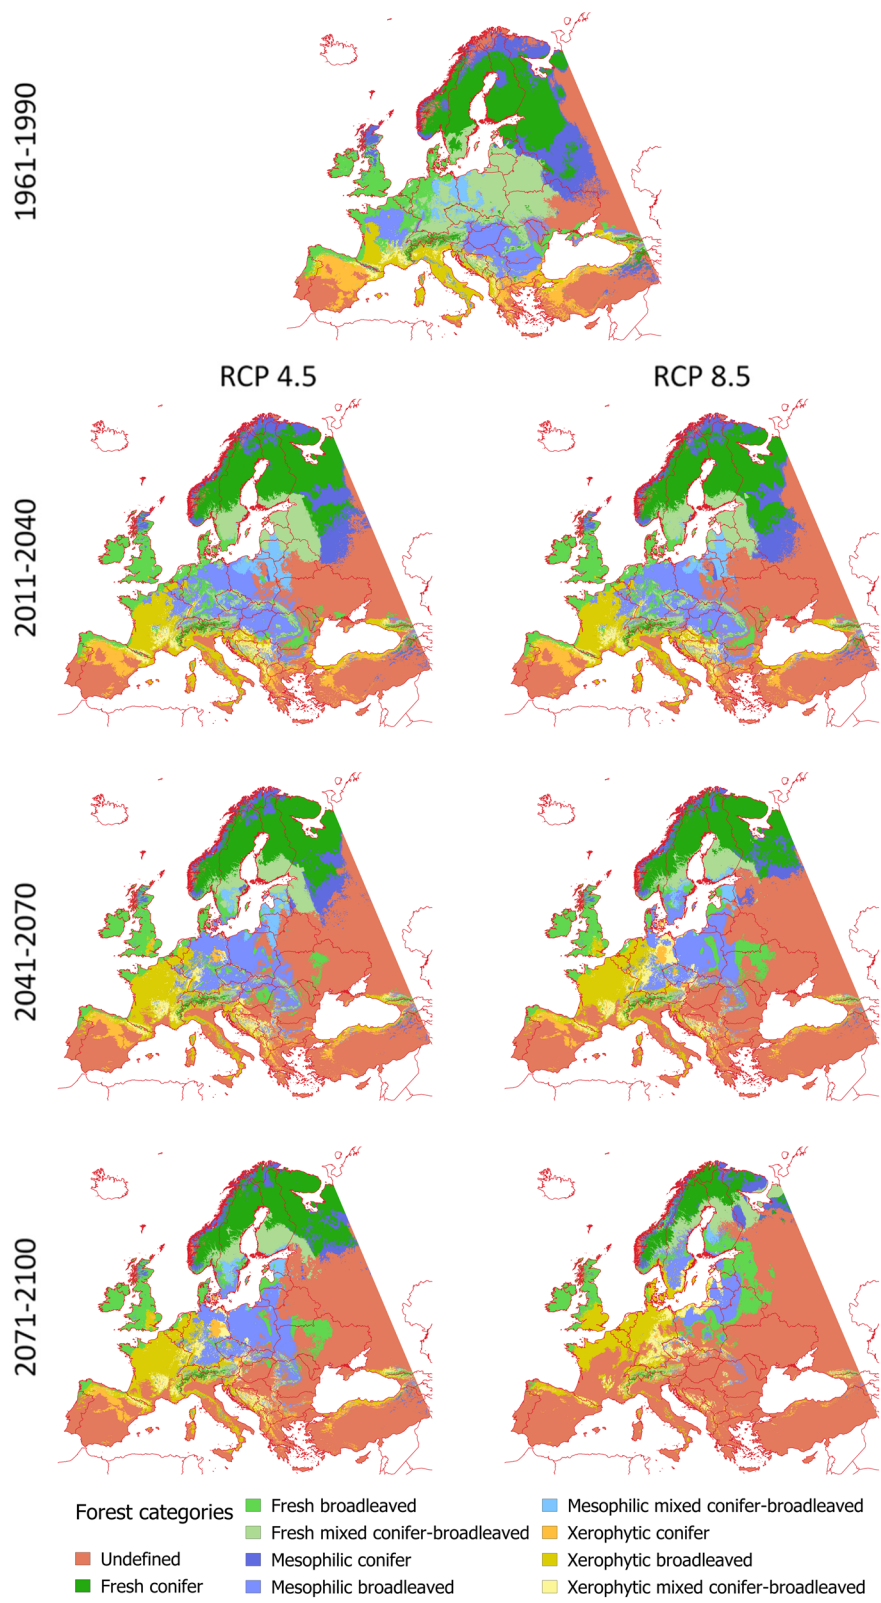 1961-1990
RCP 4.5
RCP 8.5
2011-2040
2041-2070
2071-2100
Forest categories
Undefined
Fresh conifer
Fresh broadleaved
Fresh mixed conifer-broadleaved
Mesophilic conifer
Mesophilic broadleaved
Mesophilic mixed conifer-broadleaved
Xerophytic conifer
Xerophytic broadleaved
Xerophytic mixed conifer-broadleaved